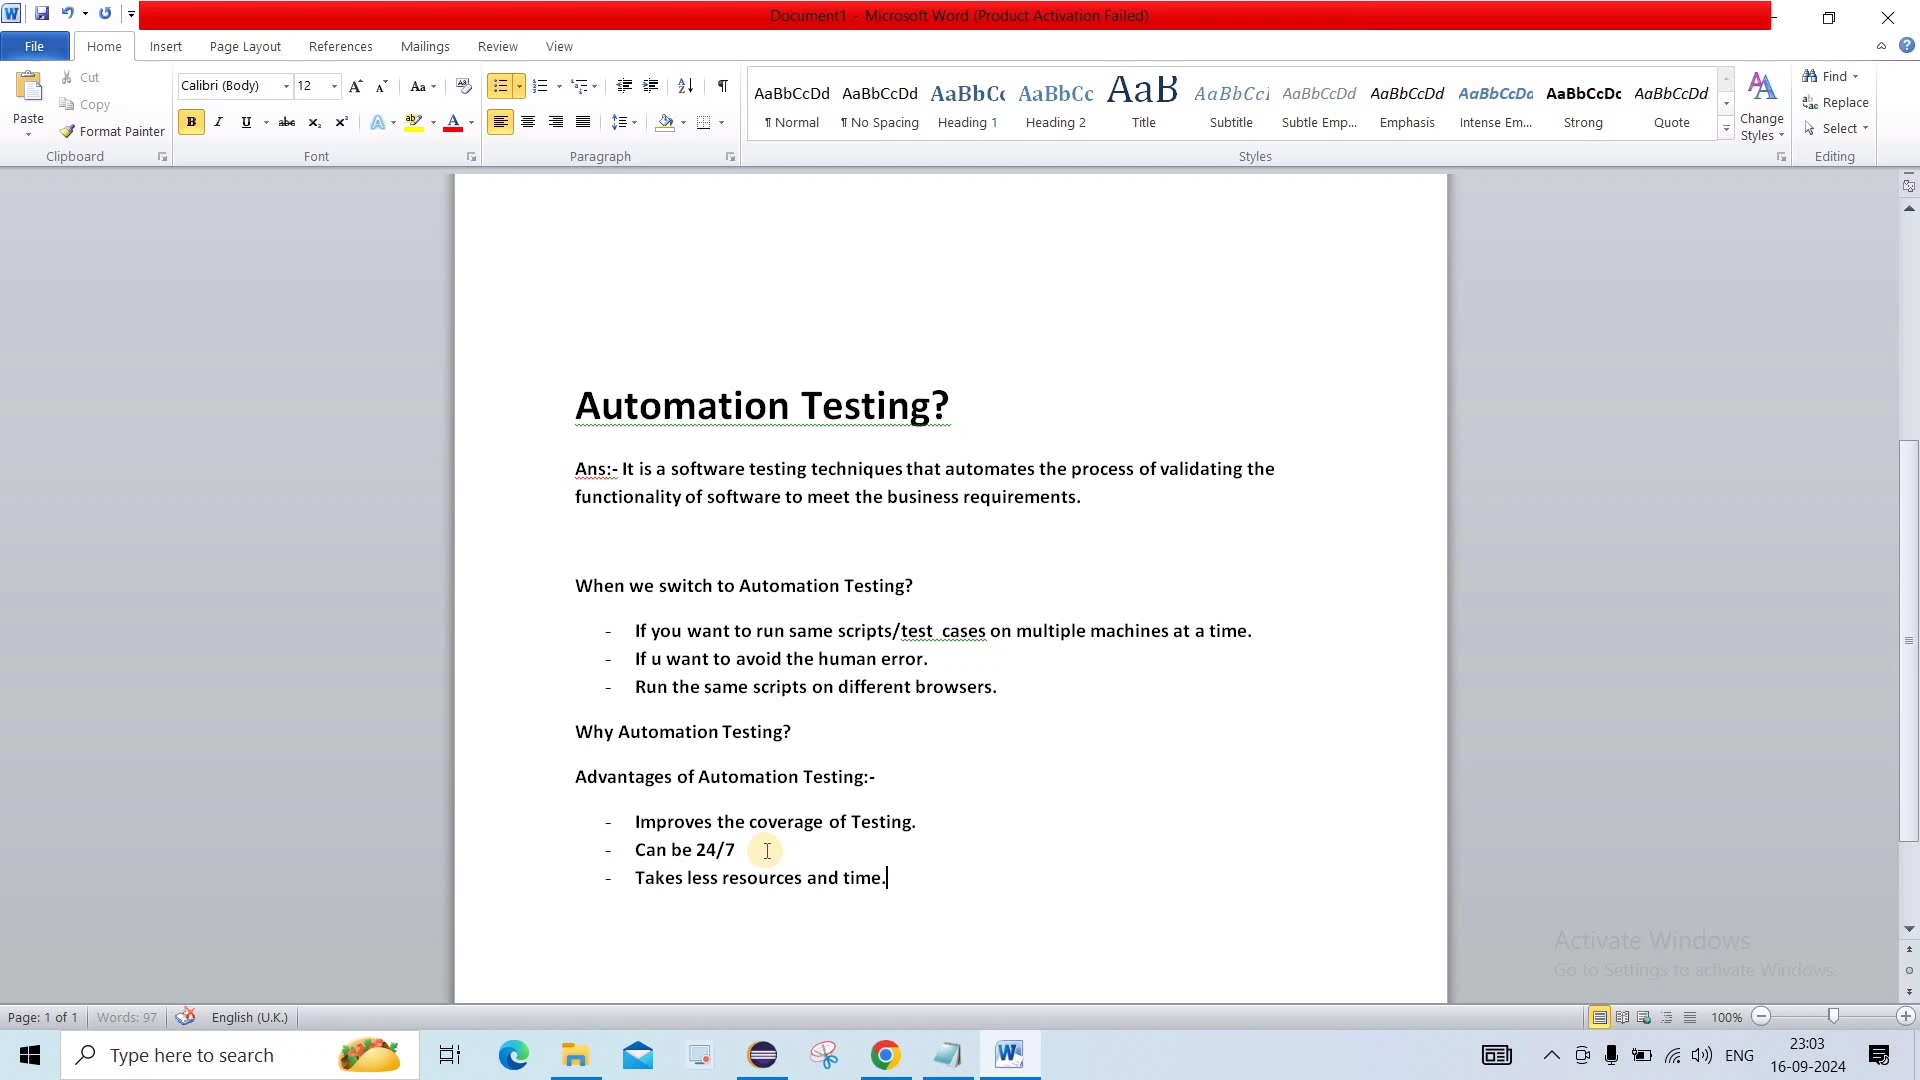 Document1 - Microsoft Word (Product Activation Failed)
File Home Insert Page Layout References Mailings Review View
Paste
Cut
Copy
Format Painter
Clipboard
Calibri (Body) 12
Font
Paragraph
AaBbCcDd AaBbCcDd AaBbCc AaBbCc AaB AaBbCcI AaBbCcDd AaBbCcDd AaBbCcDd AaBbCcDc AaBbCcDd
¶ Normal ¶ No Spacing Heading 1 Heading 2 Title Subtitle Subtle Emp... Emphasis Intense Em... Strong Quote
Styles
Change
Styles
Find
Replace
Select
Editing
Automation Testing?
Ans:- It is a software testing techniques that automates the process of validating the
functionality of software to meet the business requirements.
When we switch to Automation Testing?
- If you want to run same scripts/test cases on multiple machines at a time.
- If u want to avoid the human error.
- Run the same scripts on different browsers.
Why Automation Testing?
Advantages of Automation Testing:-
- Improves the coverage of Testing.
- Can be 24/7
- Takes less resources and time.
Activate Windows
Go to Settings to activate Windows.
Page: 1 of 1 Words: 97 English (U.K.) 100%
Type here to search
ENG
23:03
16-09-2024